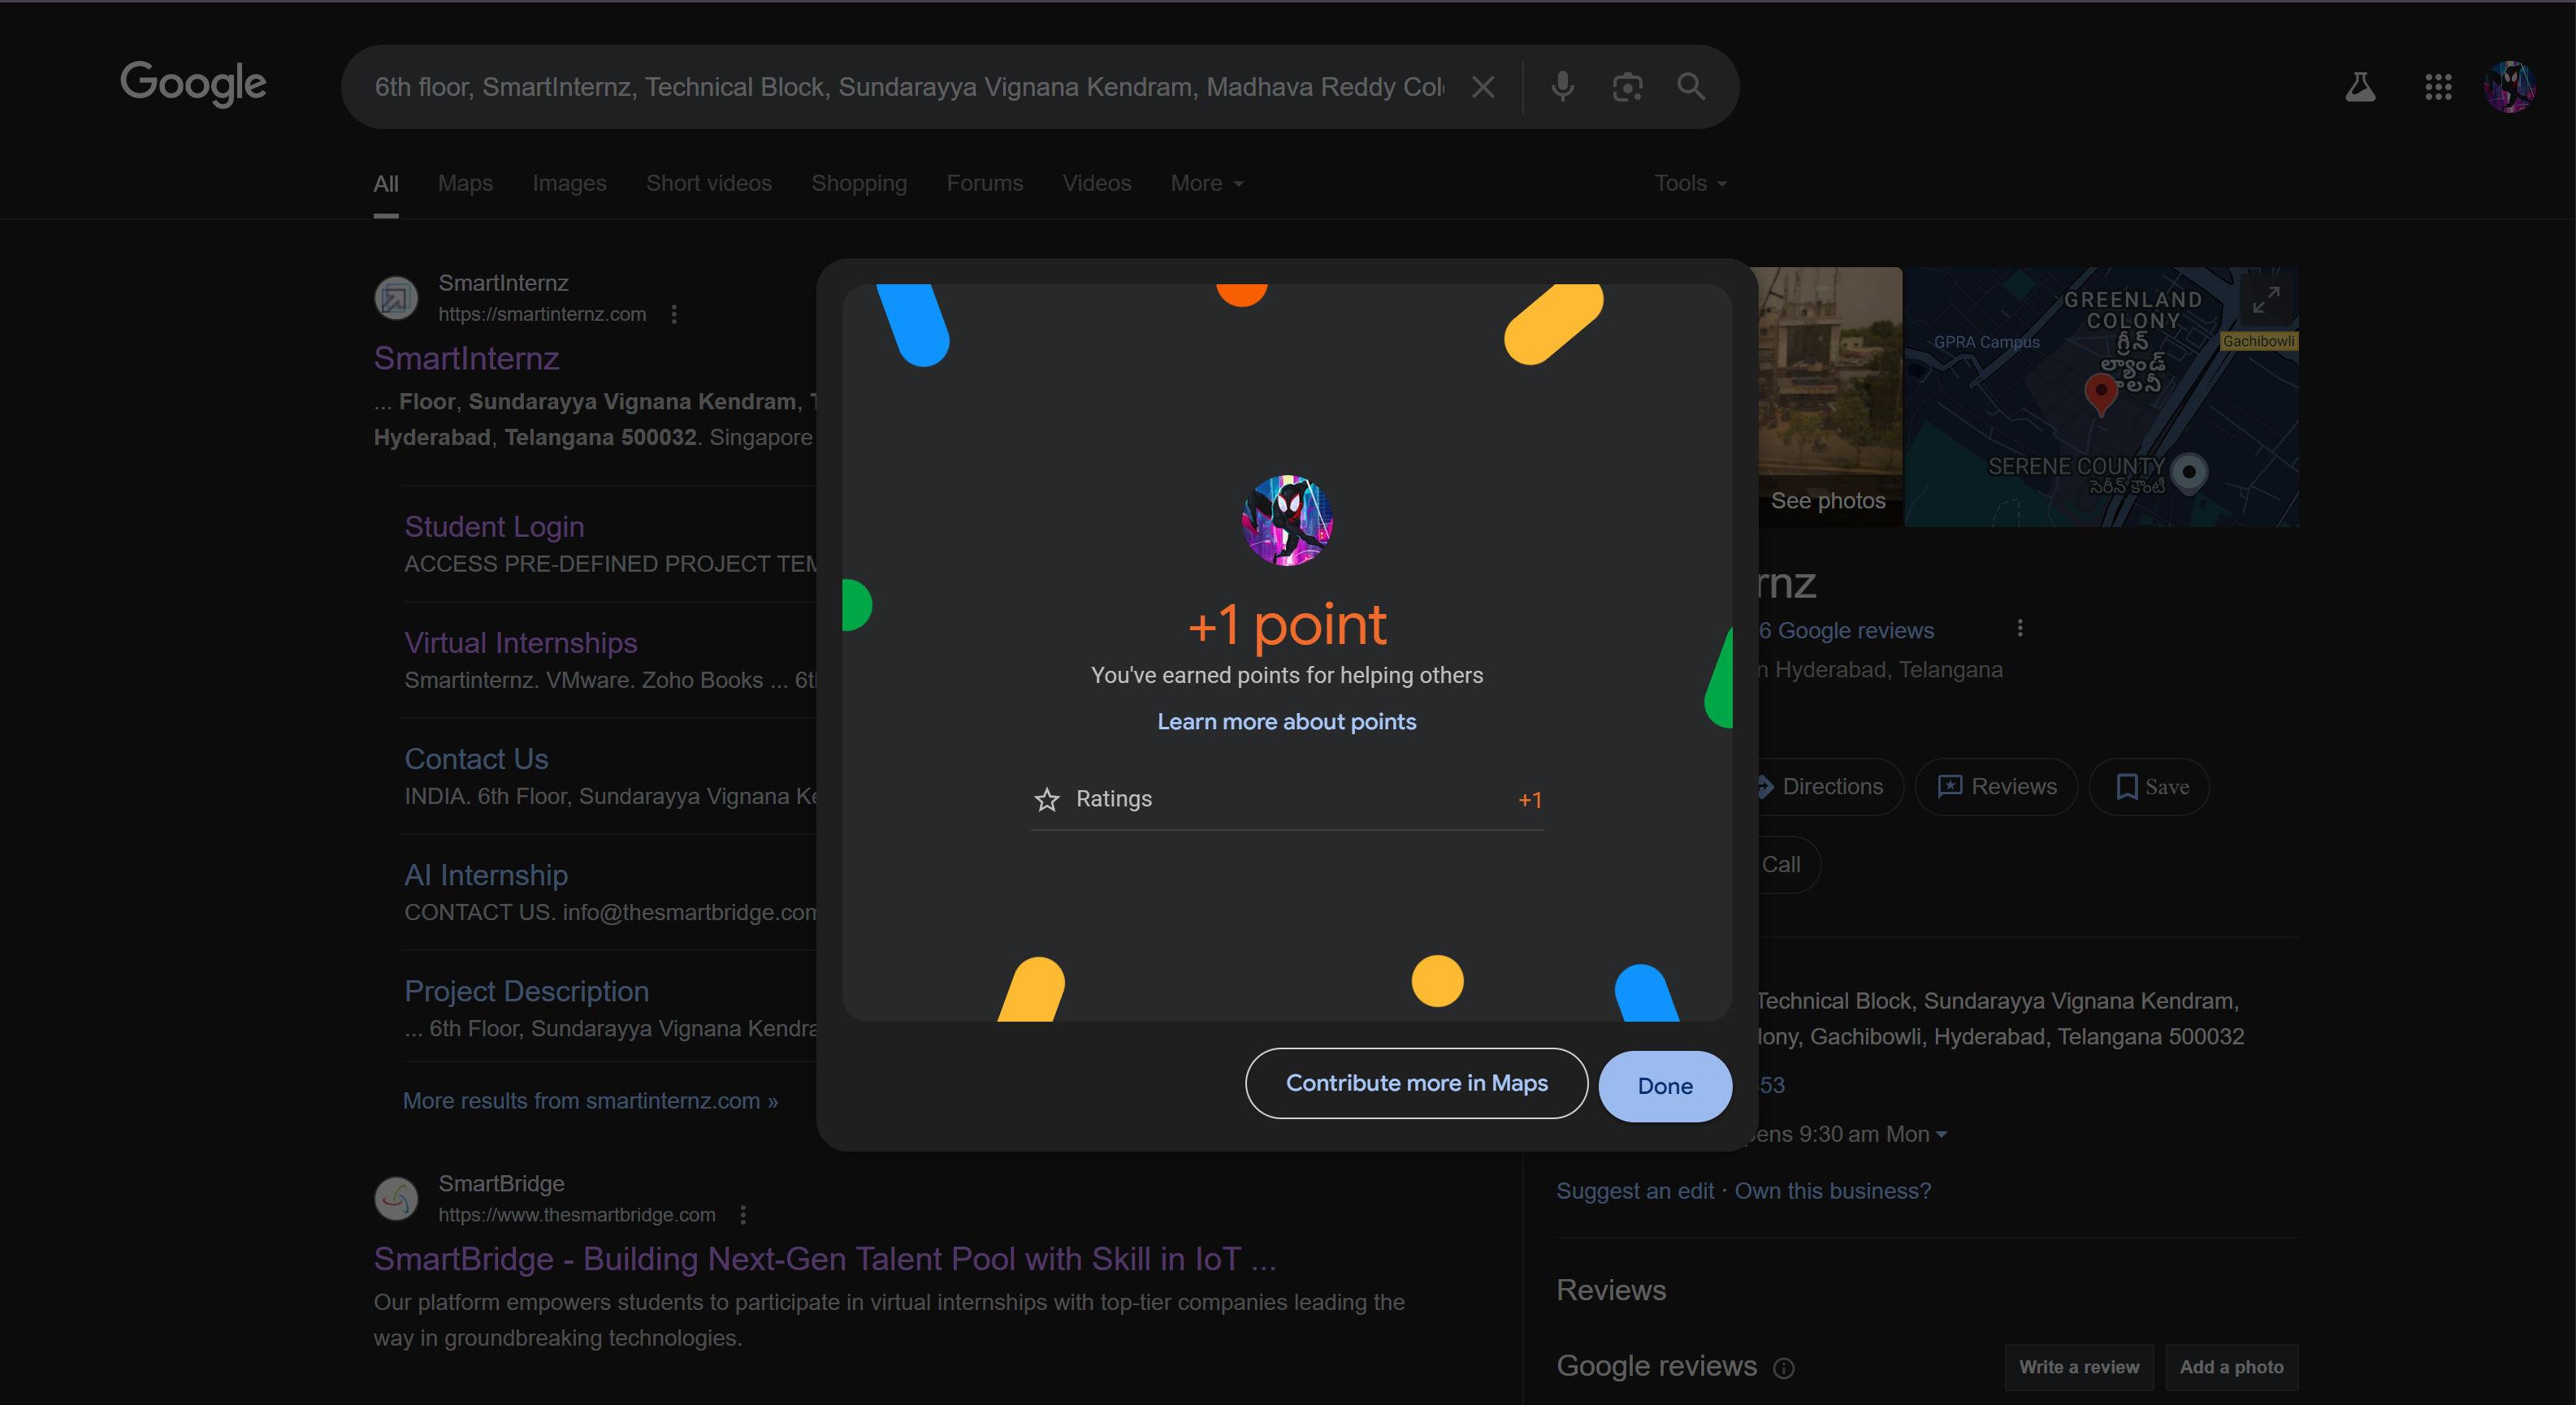 Google
6th floor, SmartInternz, Technical Block, Sundarayya Vignana Kendram, Madhava Reddy Col
All Maps Images Short videos Shopping Forums Videos More
Tools
SmartInternz
https://smartinternz.com
SmartInternz
... Floor, Sundarayya Vignana Kendram,
Hyderabad, Telangana 500032. Singapore
Student Login
ACCESS PRE-DEFINED PROJECT
Virtual Internships
Smartinternz. VMware. Zoho Books ...
Contact Us
INDIA. 6th Floor, Sundarayya Vignana
AI Internship
CONTACT US. info@thesmartbridge.com
Project Description
... 6th Floor, Sundarayya Vignana
More results from smartinternz.com »
SmartBridge
https://www.thesmartbridge.com
SmartBridge - Building Next-Gen Talent Pool with Skill in IoT ...
Our platform empowers students to participate in virtual internships with top-tier companies leading the
way in groundbreaking technologies.
+1 point
You've earned points for helping others
Learn more about points
Ratings +1
Contribute more in Maps
Done
See photos
GREENLAND
COLONY
గ్రీన్
ల్యాండ్
GPRA Campus
Gachibowli
SERENE COUNTY
సెరీన్ కౌంటీ
rnz
6 Google reviews
n Hyderabad, Telangana
Directions
Reviews
Save
Call
Technical Block, Sundarayya Vignana Kendram,
lony, Gachibowli, Hyderabad, Telangana 500032
53
pens 9:30 am Mon
Suggest an edit · Own this business?
Reviews
Google reviews
Write a review
Add a photo